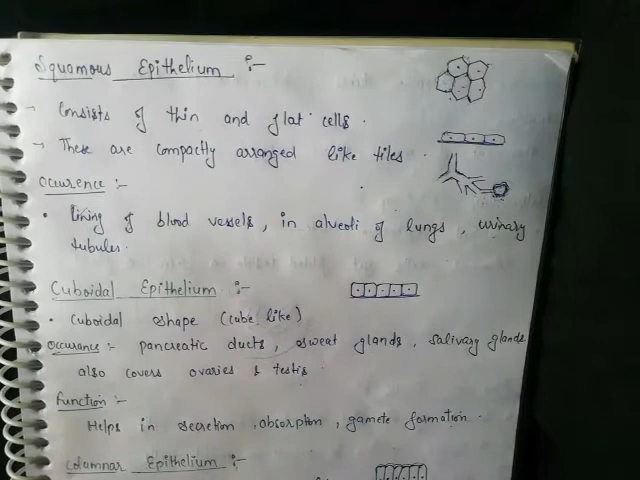 Squamous Epithelium :-
→ Consists of thin and flat cells.
→ These are compactly arranged like tiles.
Occurence :-
• Lining of blood vessels, in alveoli of lungs, urinary
tubules.
Cuboidal Epithelium :-
• Cuboidal shape (cube like)
Occurance :- pancreatic ducts, sweat glands, salivary glands
also covers ovaries & testis
Function :-
Helps in secretion, absorption, gamete formation.
Columnar Epithelium :-